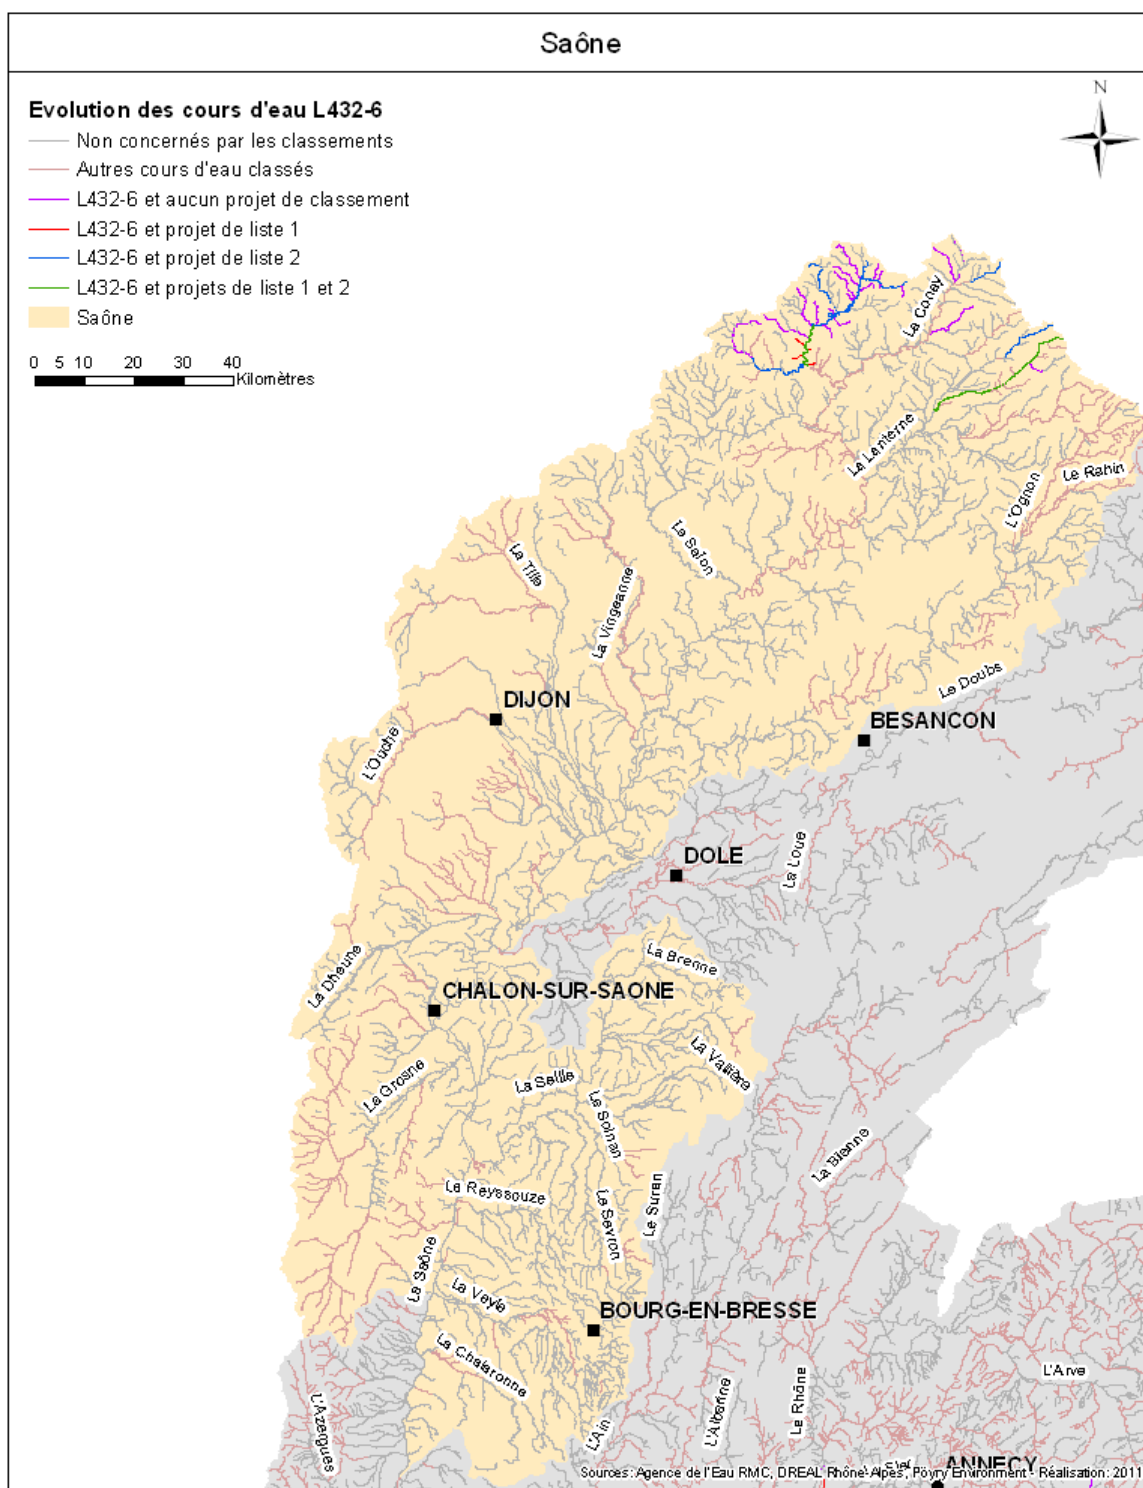 Saône
Evolution des cours d'eau L432-6
Non concernés par les classements
Autres cours d'eau classés
L432-6 et aucun projet de classement
L432-6 et projet de liste 1
L432-6 et projet de liste 2
L432-6 et projets de liste 1 et 2
Saône
0 5 10 20 30 40
Kilomètres
N
Le Coney
La Lanterne
Le Rahin
L'Ognon
La Salon
La Tille
La Vingeanne
Le Doubs
DIJON
BESANCON
L'Ouche
DOLE
La Loue
La Brenne
La Dheune
CHALON-SUR-SAONE
La Vallière
La Grosne
La Seille
Le Solnan
La Bienne
La Reyssouze
Le Sevron
Le Suran
La Saône
La Veyle
BOURG-EN-BRESSE
La Chalaronne
L'Azergues
L'Ain
L'Albarine
Le Rhône
L'Arve
ANNECY
Sources: Agence de l'Eau RMC, DREAL Rhône-Alpes, Pöyry Environment - Réalisation: 2011